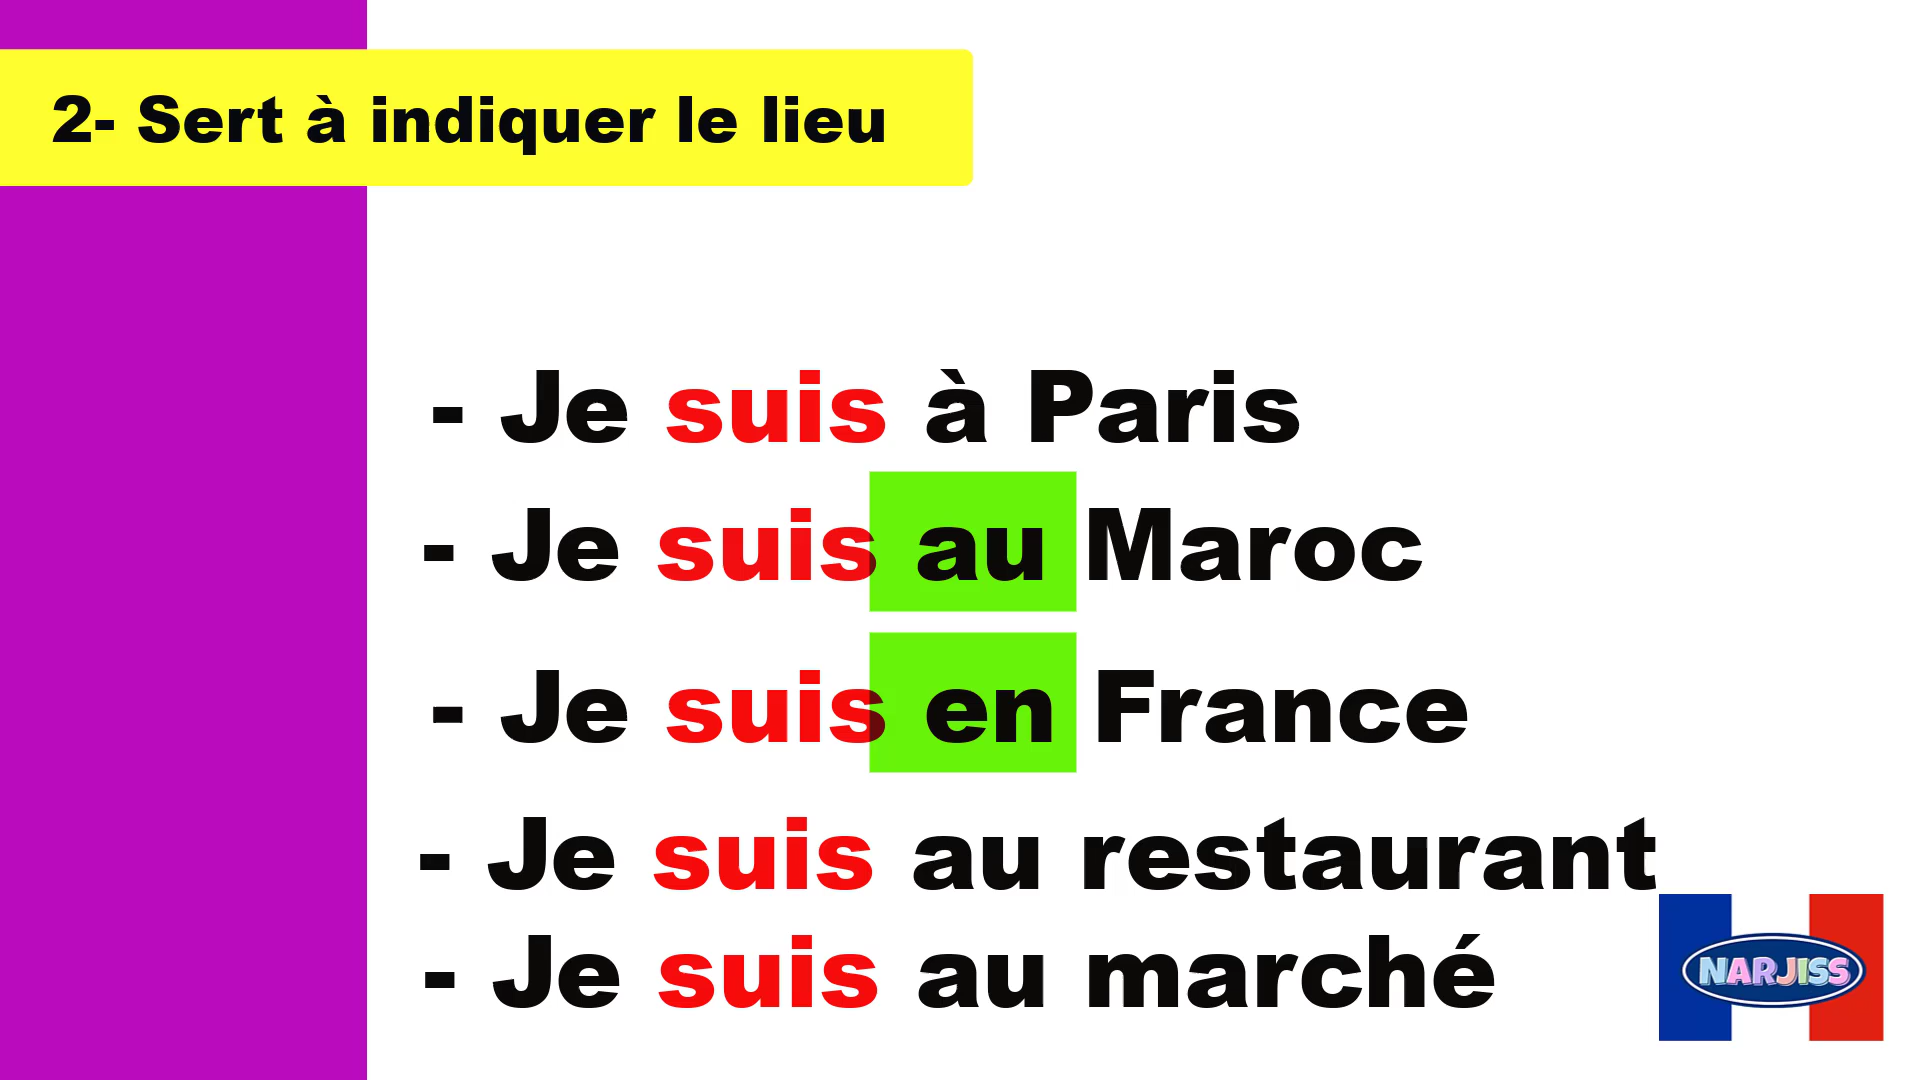 2- Sert à indiquer le lieu
- Je suis à Paris
- Je suis au Maroc
- Je suis en France
- Je suis au restaurant
- Je suis au marché
NARJISS